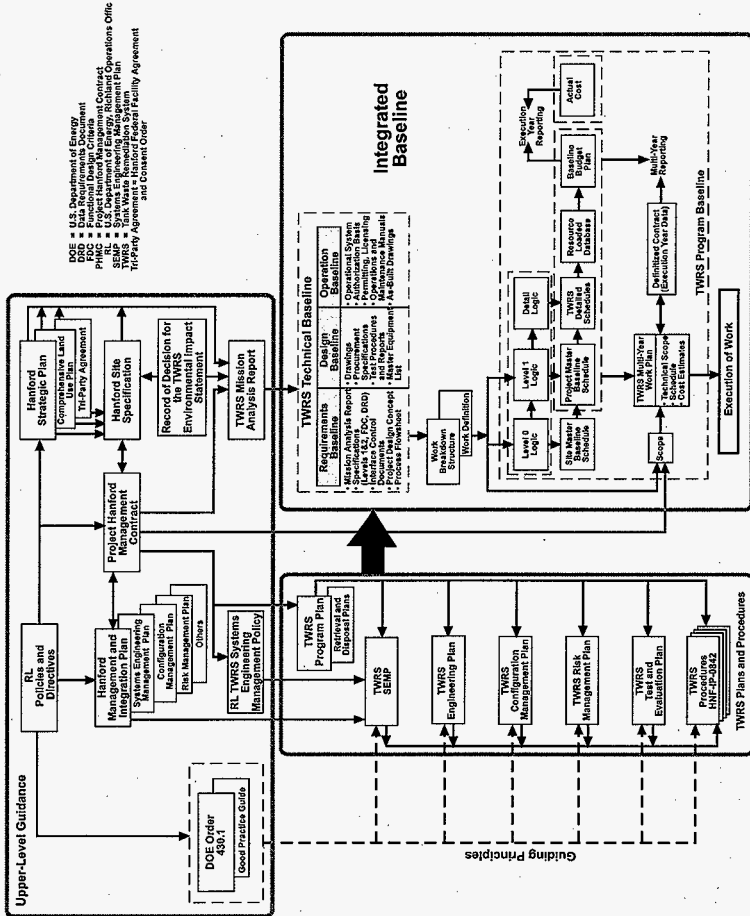 Upper-Level Guidance
RL
Policies and
Directives
DOE Order
430.1
Good Practice Guide
Hanford
Management and
Integration Plan
Systems Engineering
Management Plan
Configuration
Management Plan
Risk Management Plan
Others
RL TWRS Systems
Engineering
Management Policy
Project Hanford
Management
Contract
Hanford
Strategic Plan
Comprehensive Land
Use Plan
Tri-Party Agreement
Hanford Site
Specification
Record of Decision for
the TWRS
Environmental Impact
Statement
TWRS Mission
Analysis Report
DOE = U.S. Department of Energy
DRD = Data Requirements Document
FDC = Functional Design Criteria
PHMC = Project Hanford Management Contract
RL = U.S. Department of Energy, Richland Operations Offic
SEMP = Systems Engineering Management Plan
TWRS = Tank Waste Remediation System
Tri-Party Agreement = Hanford Federal Facility Agreement
and Consent Order
Guiding Principles
TWRS
Program Plan
Retrieval and
Disposal Plans
TWRS
SEMP
TWRS
Engineering Plan
TWRS
Configuration
Management Plan
TWRS Risk
Management Plan
TWRS
Test and
Evaluation Plan
TWRS
Procedures
HNF-IP-0842
TWRS Plans and Procedures
Integrated
Baseline
TWRS Technical Baseline
Requirements
Baseline
• Mission Analysis Report
• Specifications
(Levels 1&2, FDC, DRD)
• Interface Control
Documents
• Project Design Concept
• Process Flowsheet
Design
Baseline
• Drawings
• Procurement
Specifications
• Test Procedures
and Reports
• Master Equipment
List
Operation
Baseline
• Operational System
• Authorization Basis
• Permitting, Licensing
• Operations and
Maintenance Manuals
• As-Built Drawings
Work
Breakdown
Structure
Work Definition
Level 0
Logic
Level 1
Logic
Detail
Logic
Site Master
Baseline
Schedule
Project Master
Baseline
Schedule
TWRS
Detailed
Schedules
Resource
Loaded
Database
Baseline
Budget
Plan
Actual
Cost
Execution
Year
Reporting
Scope
TWRS Multi-Year
Work Plan
• Technical Scope
• Schedule
• Cost Estimates
Definitized Contract
(Execution Year Data)
Multi-Year
Reporting
TWRS Program Baseline
Execution of Work